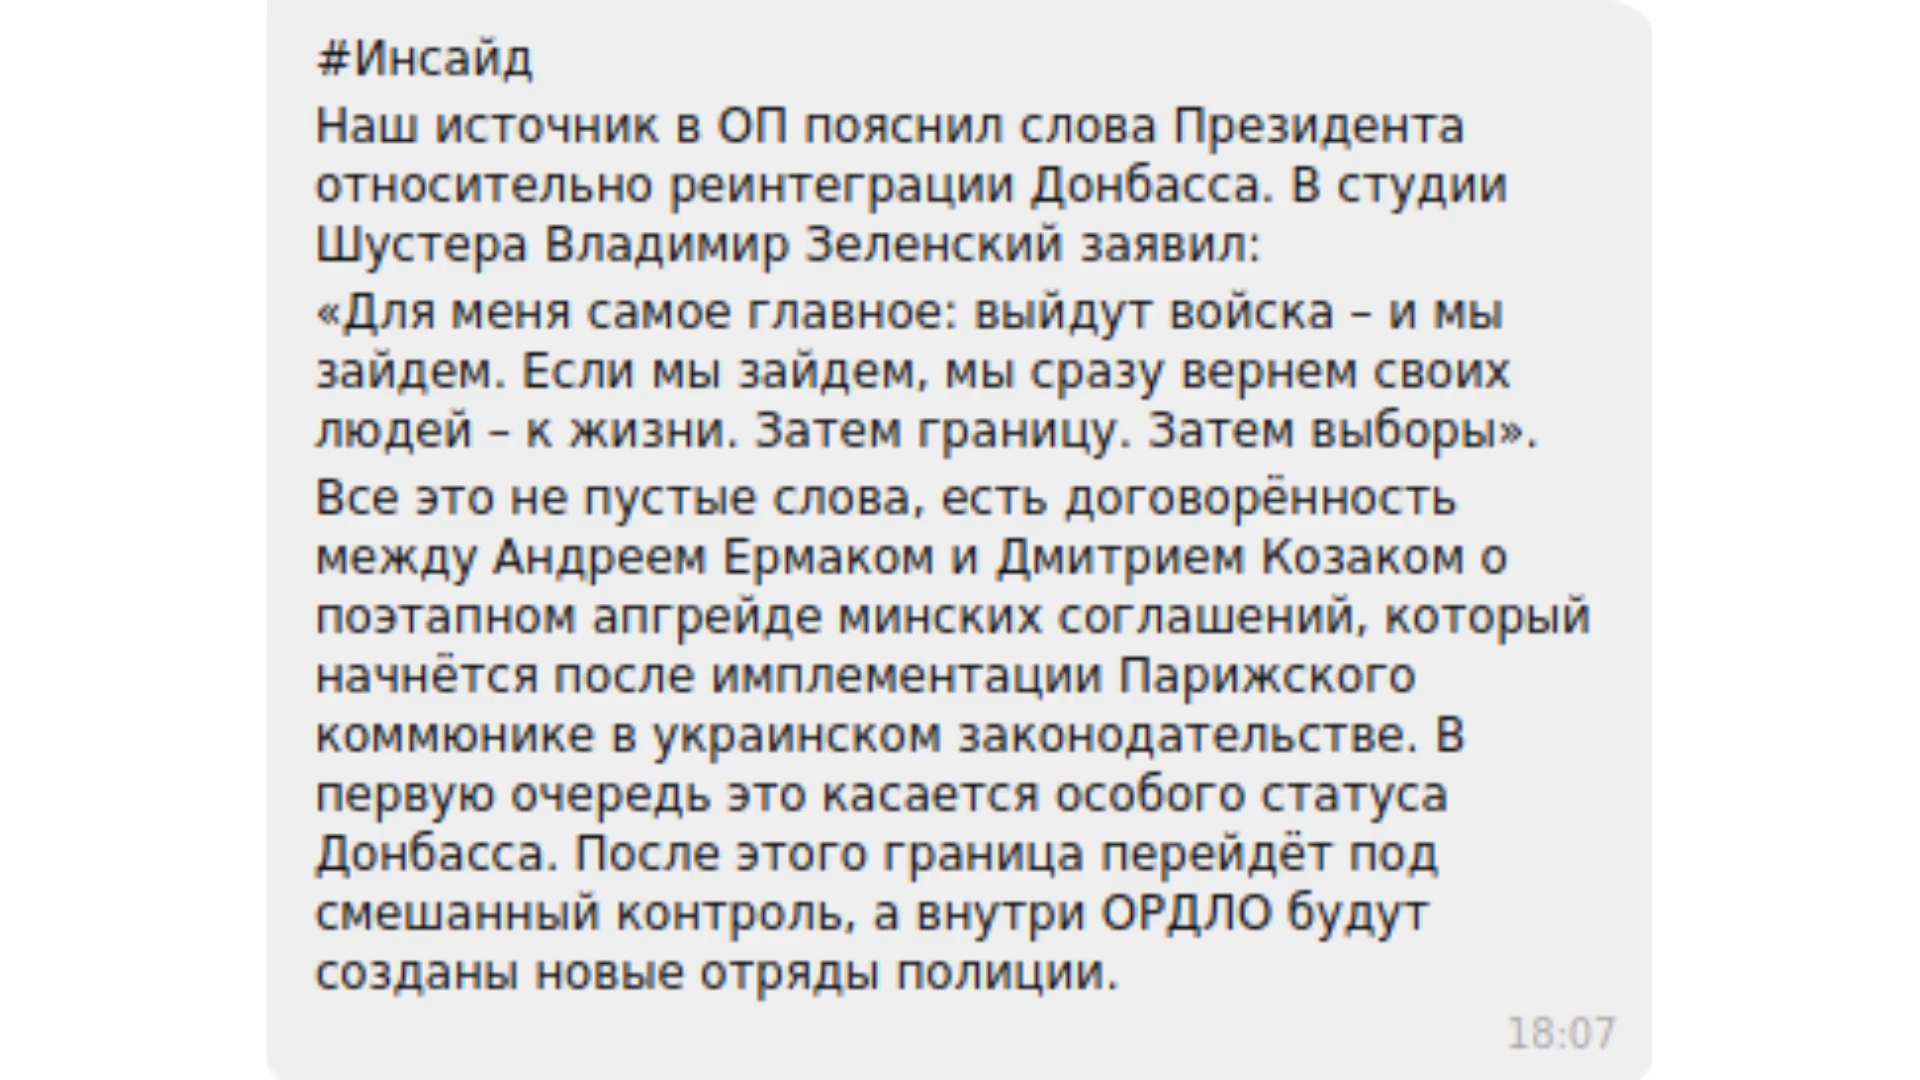 #Инсайд
Наш источник в ОП пояснил слова Президента
относительно реинтеграции Донбасса. В студии
Шустера Владимир Зеленский заявил:
«Для меня самое главное: выйдут войска – и мы
зайдем. Если мы зайдем, мы сразу вернем своих
людей – к жизни. Затем границу. Затем выборы».
Все это не пустые слова, есть договорённость
между Андреем Ермаком и Дмитрием Козаком о
поэтапном апгрейде минских соглашений, который
начнётся после имплементации Парижского
коммюнике в украинском законодательстве. В
первую очередь это касается особого статуса
Донбасса. После этого граница перейдёт под
смешанный контроль, а внутри ОРДЛО будут
созданы новые отряды полиции.
18:07